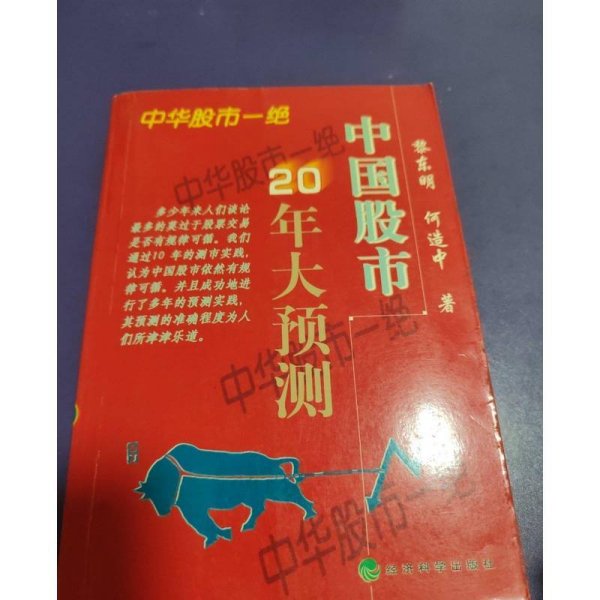 中华股市一绝
中国股市
20年大预测
黎东明 何造中 著
多少年来人们谈论
最多的莫过于股票交易
是否有规律可循。我们
通过10年的测市实践,
认为中国股市依然有规
律可循。并且成功地进
行了多年的预测实践,
其预测的准确程度为人
们所津津乐道。
中华股市一绝
中华股市一绝
中华股市一绝
经济科学出版社